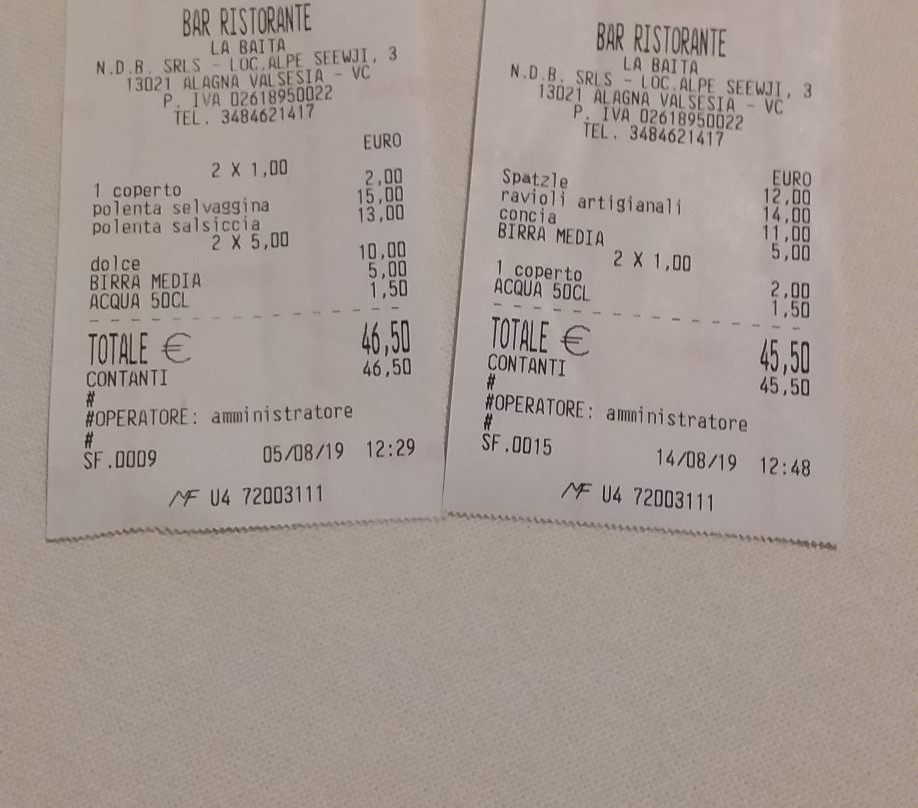 BAR RISTORANTE
LA BAITA
N.D.B. SRLS - LOC.ALPE SEEWJI, 3
13021 ALAGNA VALSESIA - VC
P. IVA 02618950022
TEL. 3484621417
EURO
2 X 1,00
1 coperto 2,00
polenta selvaggina 15,00
polenta salsiccia 13,00
2 X 5,00
dolce 10,00
BIRRA MEDIA 5,00
ACQUA 50CL 1,50
TOTALE € 46,50
CONTANTI 46,50
#
#OPERATORE: amministratore
#
SF.0009 05/08/19 12:29
MF U4 72003111
BAR RISTORANTE
LA BAITA
N.D.B. SRLS - LOC.ALPE SEEWJI, 3
13021 ALAGNA VALSESIA - VC
P. IVA 02618950022
TEL. 3484621417
EURO
Spatzle 12,00
ravioli artigianali 14,00
concia 11,00
BIRRA MEDIA 5,00
2 X 1,00
1 coperto 2,00
ACQUA 50CL 1,50
TOTALE € 45,50
CONTANTI 45,50
#
#OPERATORE: amministratore
#
SF.0015 14/08/19 12:48
MF U4 72003111